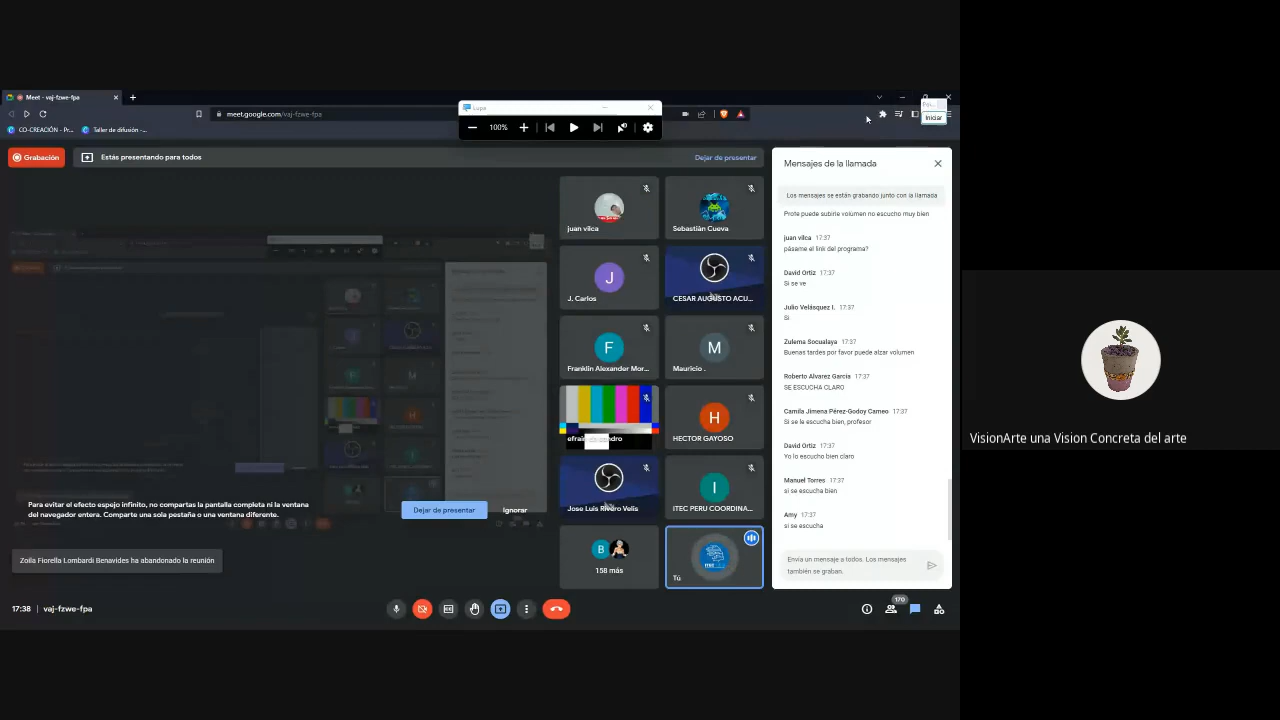 Meet - vaj-fzwe-fpa
meet.google.com/vaj-fzwe-fpa
CO-CREACIÓN - Pr...
Taller de difusión -...
Lupa
100%
Iniciar
Grabación
Estás presentando para todos
Dejar de presentar
juan vilca
Sebastiàn Cueva
J
J. Carlos
CESAR AUGUSTO ACU...
F
Franklin Alexander Mor...
M
Mauricio .
H
HECTOR GAYOSO
Jose Luis Rivero Velis
I
ITEC PERU COORDINA...
B
158 más
Tú
Para evitar el efecto espejo infinito, no compartas la pantalla completa ni la ventana
del navegador entera. Comparte una sola pestaña o una ventana diferente.
Dejar de presentar
Ignorar
Zoila Fiorella Lombardi Benavides ha abandonado la reunión
17:38 | vaj-fzwe-fpa
170
Mensajes de la llamada
Los mensajes se están grabando junto con la llamada
Profe puede subirle volumen no escucho muy bien
juan vilca 17:37
pásame el link del programa?
David Ortiz 17:37
Si se ve
Julio Velásquez I. 17:37
Si
Zulema Socualaya 17:37
Buenas tardes por favor puede alzar volumen
Roberto Alvarez Garcia 17:37
SE ESCUCHA CLARO
Camila Jimena Pérez-Godoy Cameo 17:37
Si se le escucha bien, profesor
David Ortiz 17:37
Yo lo escucho bien claro
Manuel Torres 17:37
si se escucha bien
Amy 17:37
si se escucha
Envía un mensaje a todos. Los mensajes
también se graban.
VisionArte una Vision Concreta del arte